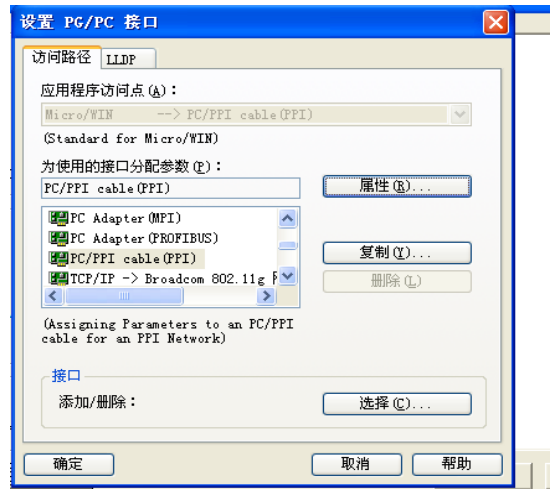 设置 PG/PC 接口
访问路径 LLDP
应用程序访问点(A)：
Micro/WIN --> PC/PPI cable(PPI)
(Standard for Micro/WIN)
为使用的接口分配参数(P)：
PC/PPI cable(PPI)
属性(R)...
PC Adapter(MPI)
PC Adapter(PROFIBUS)
PC/PPI cable(PPI)
TCP/IP -> Broadcom 802.11g
复制(Y)...
删除(L)
(Assigning Parameters to an PC/PPI
cable for an PPI Network)
接口
添加/删除：
选择(C)...
确定
取消
帮助